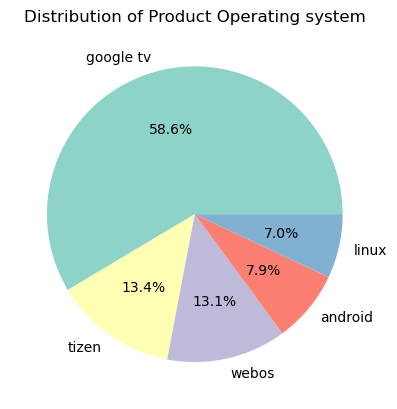 Distribution of Product Operating system
google tv
58.6%
7.0%
linux
7.9%
android
13.4%
tizen
13.1%
webos